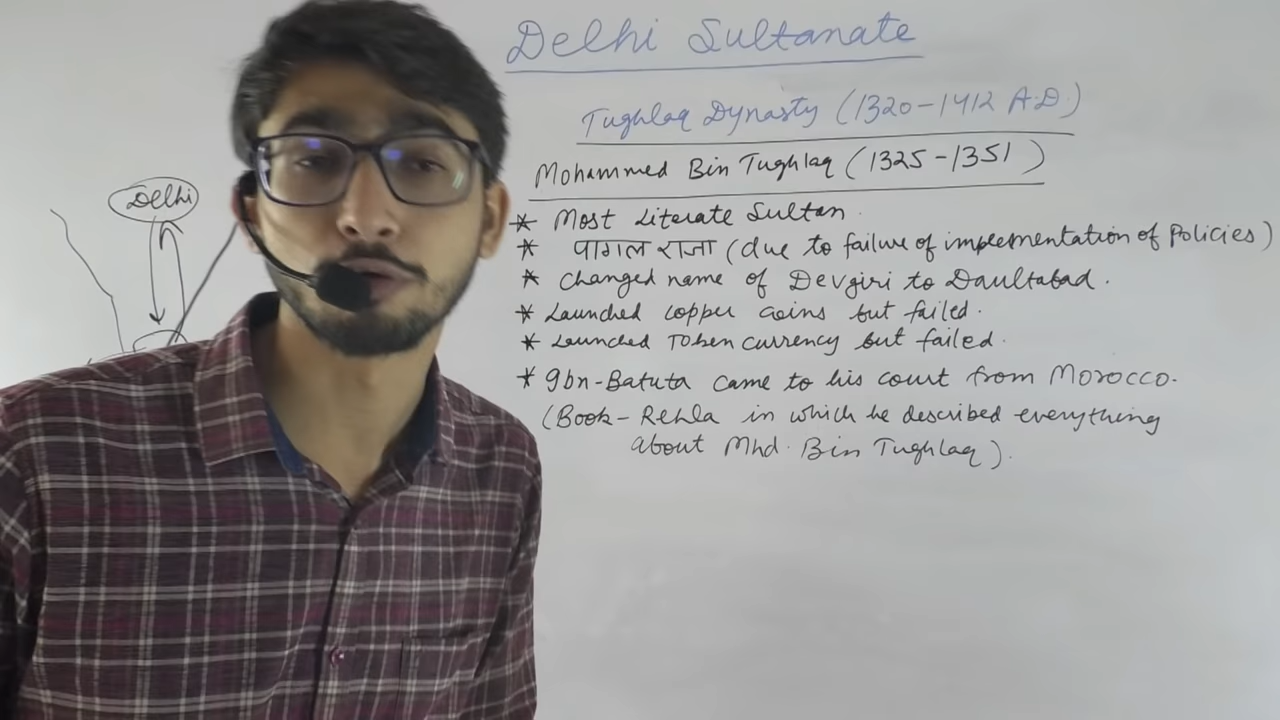 Delhi Sultanate
Tughlaq Dynasty (1320-1412 A.D.)
Mohammed Bin Tughlaq (1325-1351)
* Most Literate Sultan.
* पागल राजा (due to failure of implementation of Policies)
* Changed name of Devgiri to Daultabad.
* Launched copper coins but failed.
* Launched Token currency but failed.
* Ibn-Batuta came to his court from Morocco.
(Book- Rehla in which he described everything
about Mhd. Bin Tughlaq).
Delhi